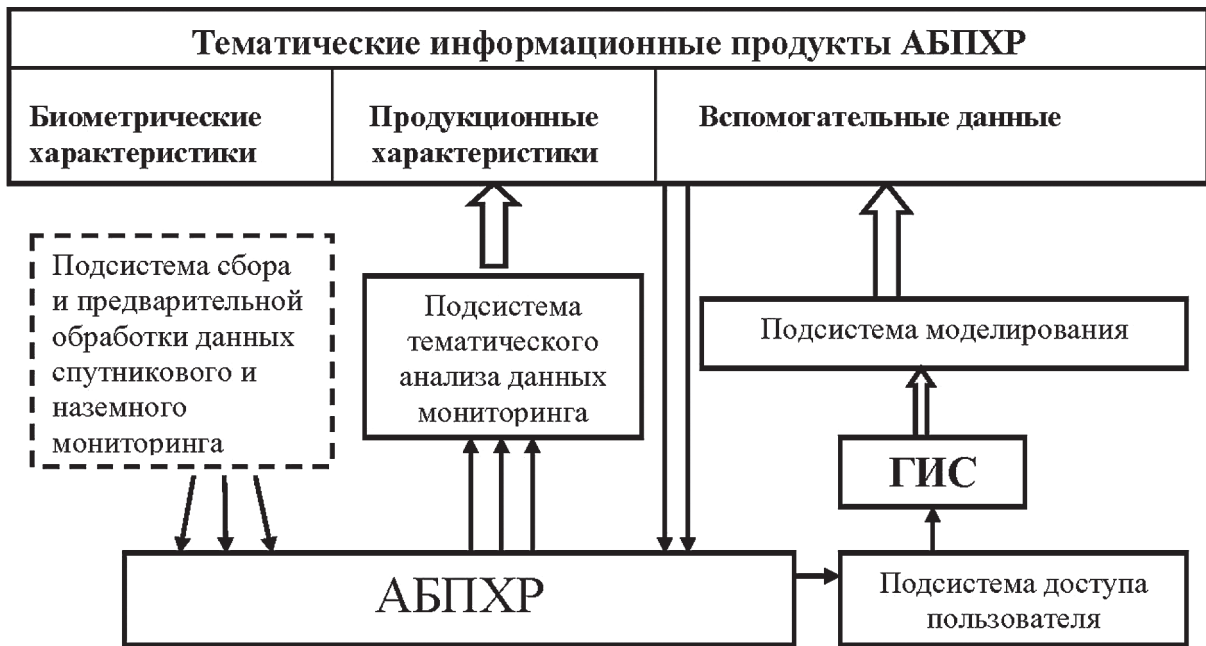 Тематические информационные продукты АБПХР
Биометрические
характеристики
Продукционные
характеристики
Вспомогательные данные
Подсистема сбора
и предварительной
обработки данных
спутникового и
наземного
мониторинга
Подсистема
тематического
анализа данных
мониторинга
Подсистема моделирования
ГИС
АБПХР
Подсистема доступа
пользователя